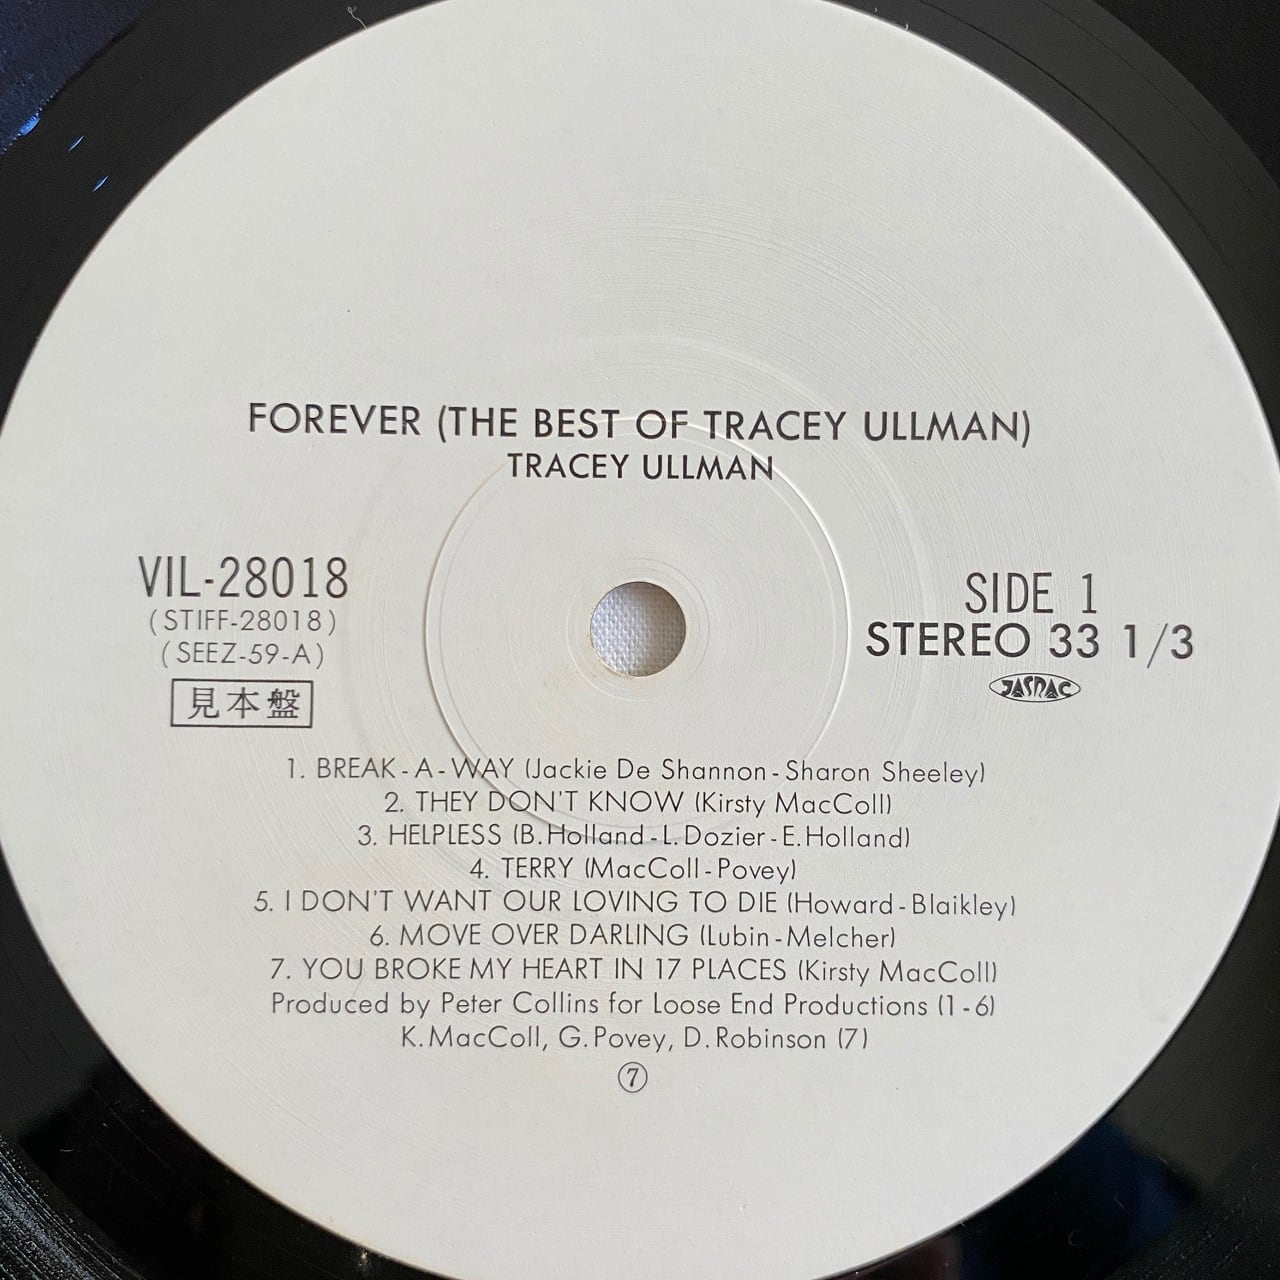 FOREVER (THE BEST OF TRACEY ULLMAN)
TRACEY ULLMAN
VIL-28018
(STIFF-28018)
(SEEZ-59-A)
見本盤
SIDE 1
STEREO 33 1/3
JASRAC
1. BREAK-A-WAY (Jackie De Shannon-Sharon Sheeley)
2. THEY DON'T KNOW (Kirsty MacColl)
3. HELPLESS (B.Holland-L.Dozier-E.Holland)
4. TERRY (MacColl-Povey)
5. I DON'T WANT OUR LOVING TO DIE (Howard-Blaikley)
6. MOVE OVER DARLING (Lubin-Melcher)
7. YOU BROKE MY HEART IN 17 PLACES (Kirsty MacColl)
Produced by Peter Collins for Loose End Productions (1-6)
K.MacColl, G.Povey, D.Robinson (7)
⑦